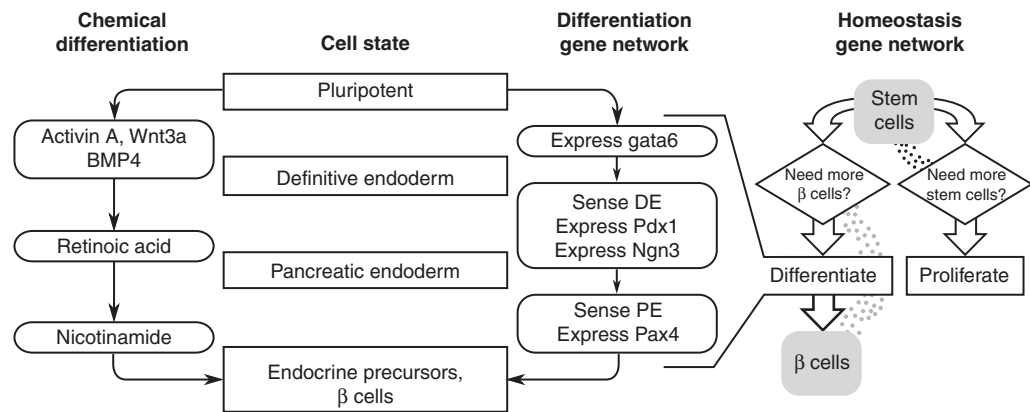 Chemical
differentiation
Cell state
Differentiation
gene network
Homeostasis
gene network
Pluripotent
Activin A, Wnt3a
BMP4
Definitive endoderm
Retinoic acid
Pancreatic endoderm
Nicotinamide
Endocrine precursors,
β cells
Express gata6
Sense DE
Express Pdx1
Express Ngn3
Sense PE
Express Pax4
Stem
cells
Need more
β cells?
Need more
stem cells?
Differentiate
Proliferate
β cells